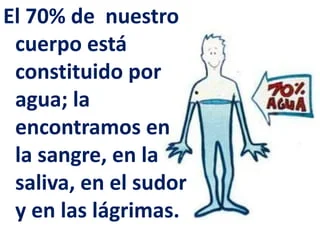 El 70% de nuestro
cuerpo está
constituido por
agua; la
encontramos en
la sangre, en la
saliva, en el sudor
y en las lágrimas.
70%
AGUA